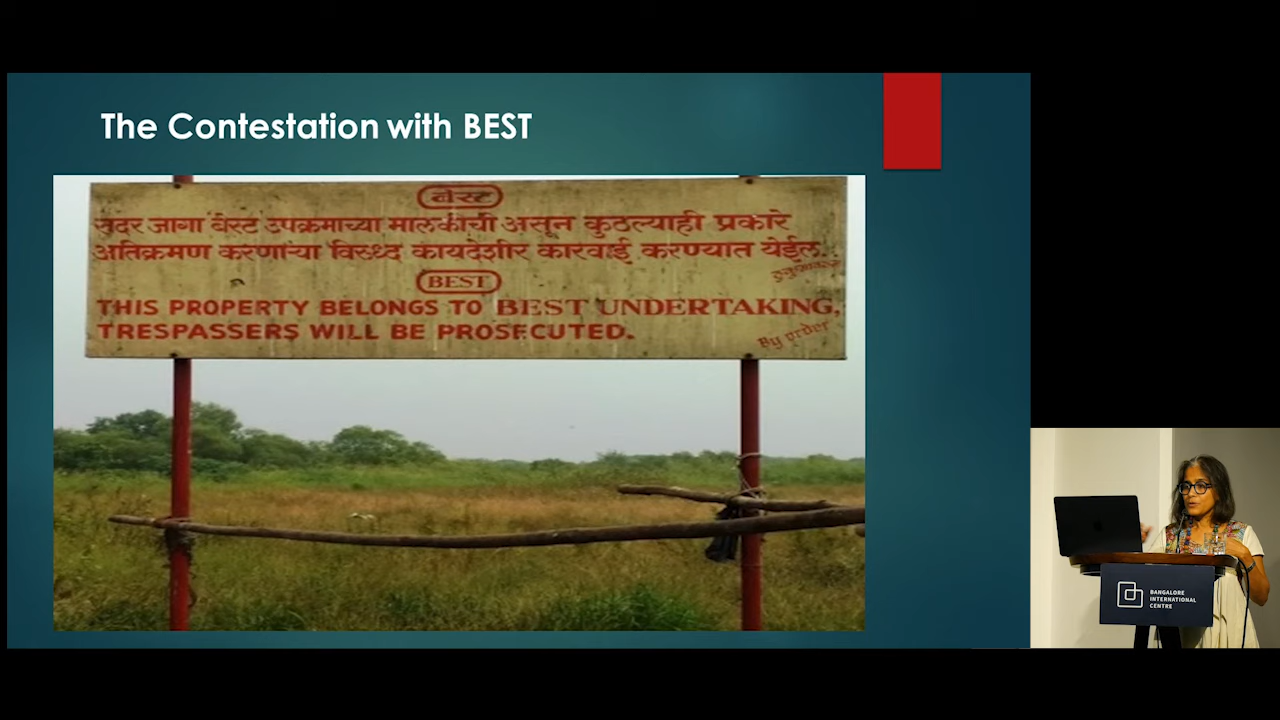 The Contestation with BEST
बेस्ट
सदर जागा बेस्ट उपक्रमाच्या मालकीची असून कुठल्याही प्रकारे
अतिक्रमण करणाऱ्या विरुध्द कायदेशीर कारवाई करण्यात येईल.
BEST
THIS PROPERTY BELONGS TO BEST UNDERTAKING,
TRESPASSERS WILL BE PROSECUTED.
By order
BANGALORE
INTERNATIONAL
CENTRE